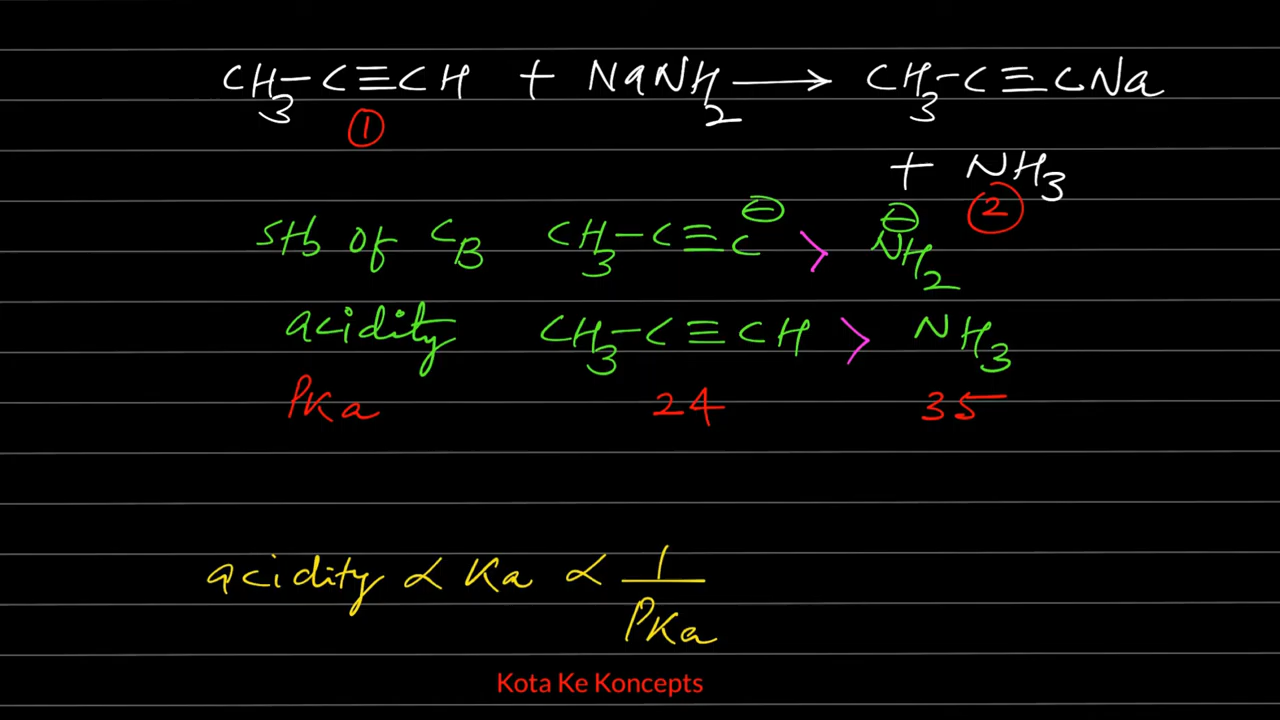 CH₃-C≡CH + NaNH₂ ⟶ CH₃-C≡CNa
①
+ NH₃
②
stb of CB CH₃-C≡C⊖ > ⊖NH₂
acidity CH₃-C≡CH > NH₃
PKa 24 35
acidity ∝ Ka ∝ 1/PKa
Kota Ke Koncepts